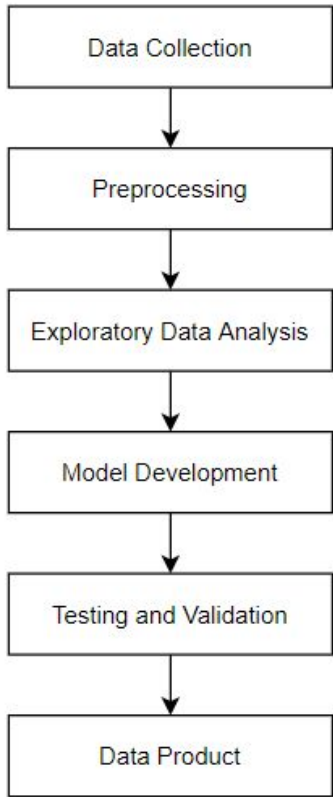 Data Collection
Preprocessing
Exploratory Data Analysis
Model Development
Testing and Validation
Data Product